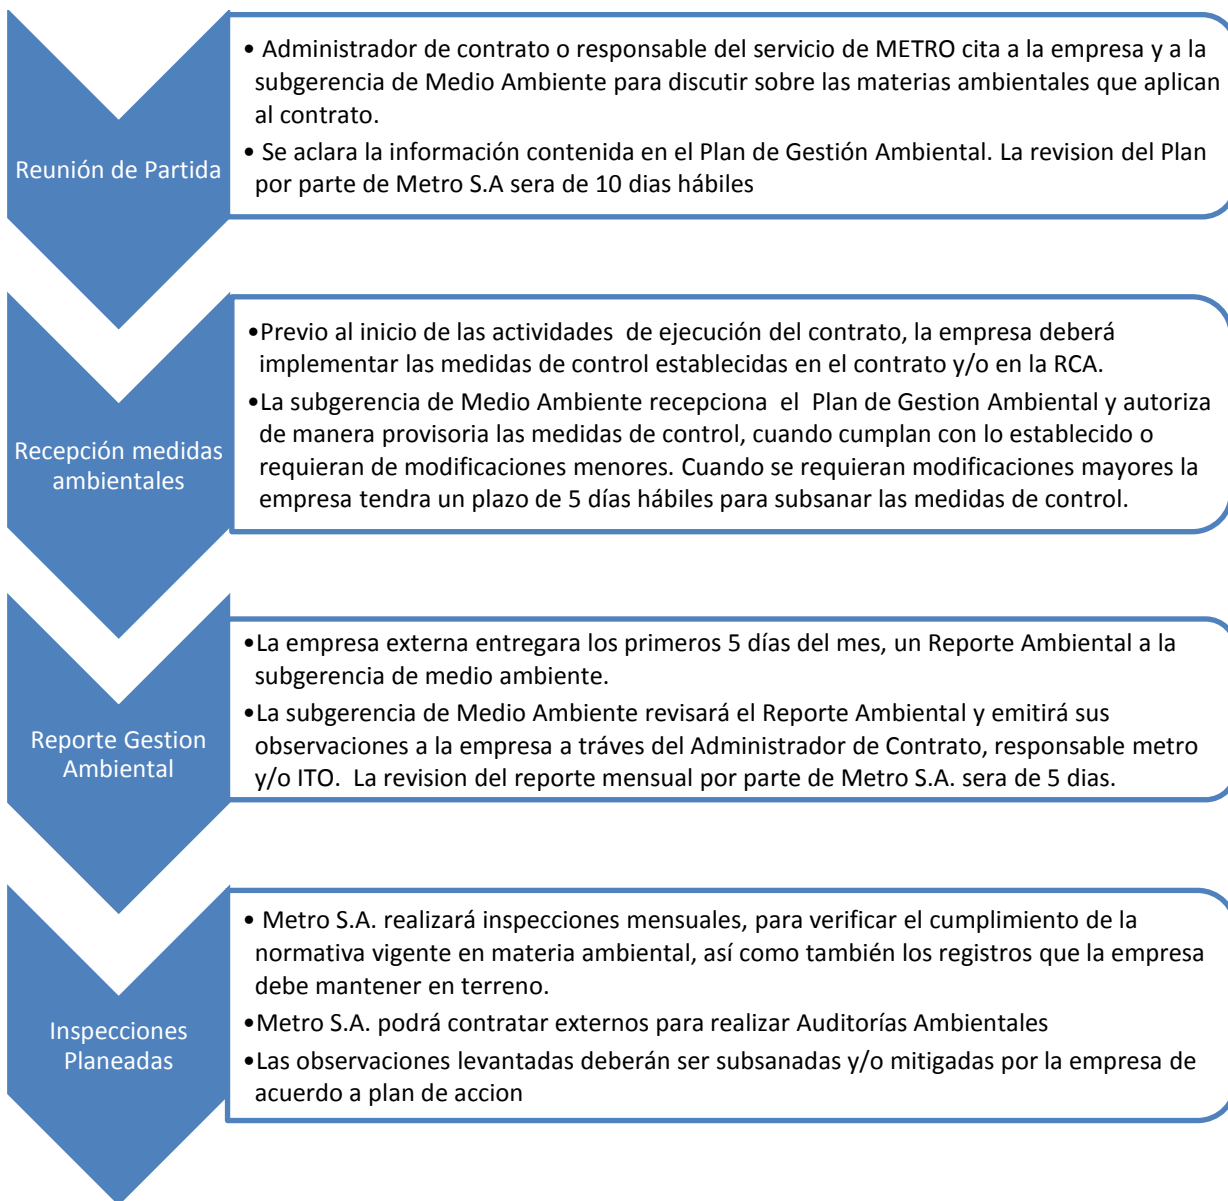 Reunión de Partida
• Administrador de contrato o responsable del servicio de METRO cita a la empresa y a la
subgerencia de Medio Ambiente para discutir sobre las materias ambientales que aplican
al contrato.
• Se aclara la información contenida en el Plan de Gestión Ambiental. La revision del Plan
por parte de Metro S.A sera de 10 dias hábiles
Recepción medidas
ambientales
•Previo al inicio de las actividades de ejecución del contrato, la empresa deberá
implementar las medidas de control establecidas en el contrato y/o en la RCA.
•La subgerencia de Medio Ambiente recepciona el Plan de Gestion Ambiental y autoriza
de manera provisoria las medidas de control, cuando cumplan con lo establecido o
requieran de modificaciones menores. Cuando se requieran modificaciones mayores la
empresa tendra un plazo de 5 días hábiles para subsanar las medidas de control.
Reporte Gestion
Ambiental
•La empresa externa entregara los primeros 5 días del mes, un Reporte Ambiental a la
subgerencia de medio ambiente.
•La subgerencia de Medio Ambiente revisará el Reporte Ambiental y emitirá sus
observaciones a la empresa a tráves del Administrador de Contrato, responsable metro
y/o ITO. La revision del reporte mensual por parte de Metro S.A. sera de 5 dias.
Inspecciones
Planeadas
• Metro S.A. realizará inspecciones mensuales, para verificar el cumplimiento de la
normativa vigente en materia ambiental, así como también los registros que la empresa
debe mantener en terreno.
•Metro S.A. podrá contratar externos para realizar Auditorías Ambientales
•Las observaciones levantadas deberán ser subsanadas y/o mitigadas por la empresa de
acuerdo a plan de accion